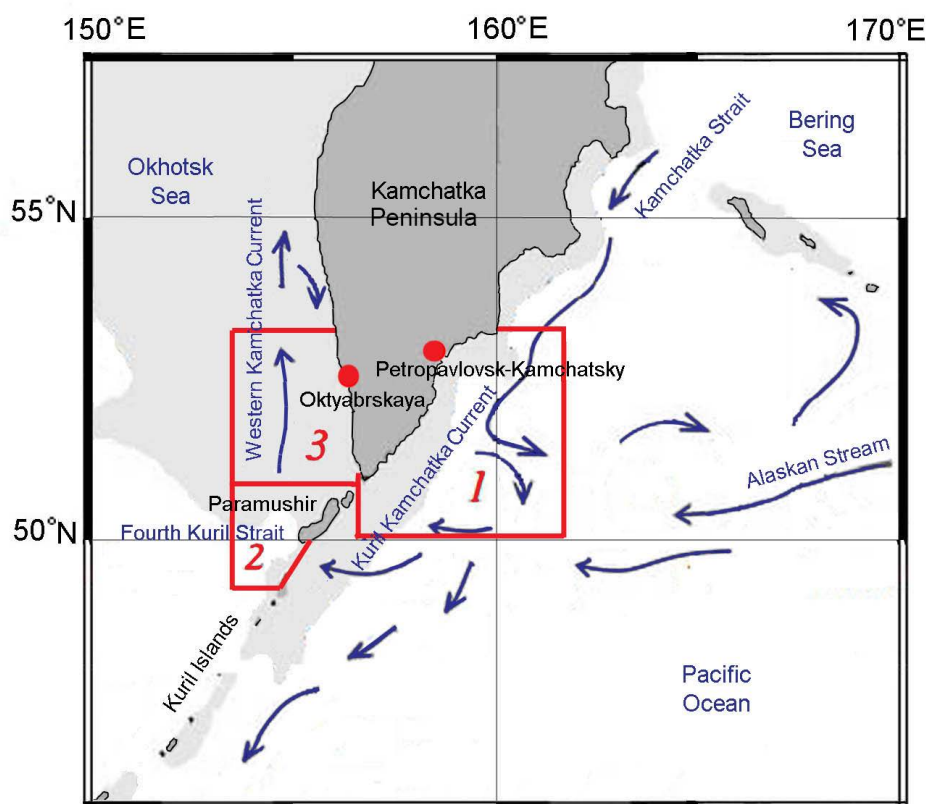 150°E
160°E
170°E
Bering
Sea
Kamchatka Strait
Okhotsk
Sea
Kamchatka
Peninsula
55°N
Western Kamchatka Current
Petropavlovsk-Kamchatsky
Oktyabrskaya
3
1
Kuril Kamchatka Current
Alaskan Stream
Paramushir
Fourth Kuril Strait
50°N
2
Kuril Islands
Pacific
Ocean